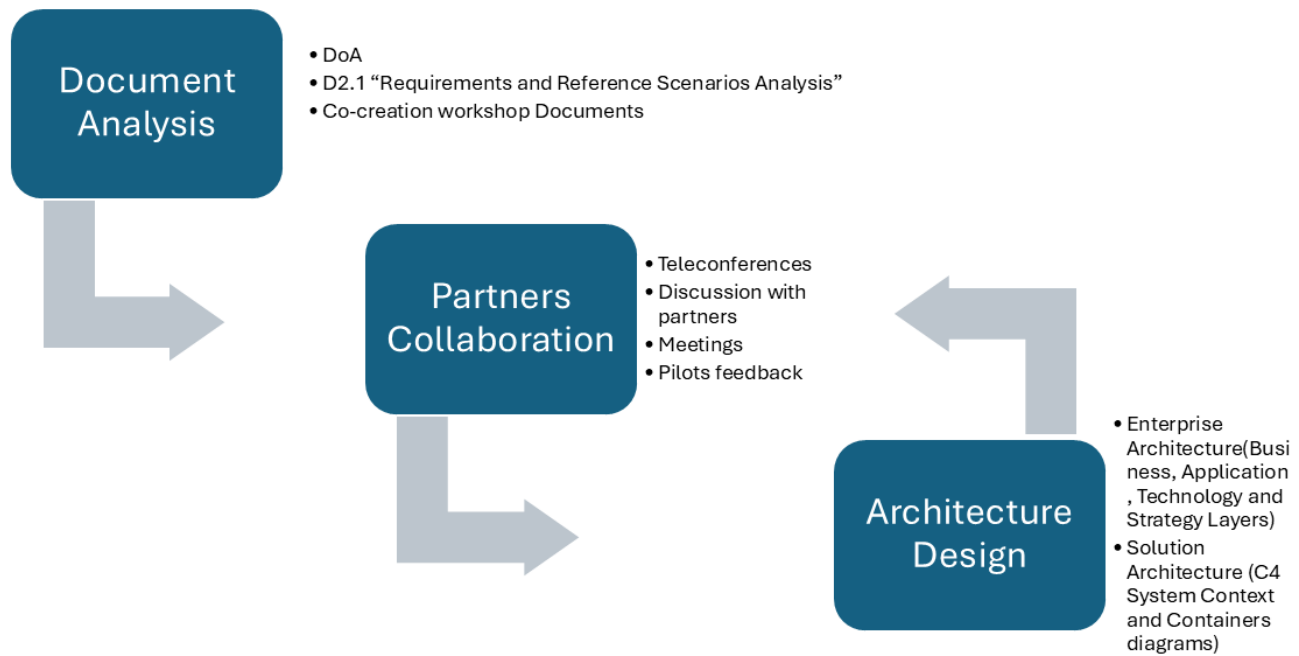 Document
Analysis
• DoA
• D2.1 “Requirements and Reference Scenarios Analysis”
• Co-creation workshop Documents
Partners
Collaboration
• Teleconferences
• Discussion with
partners
• Meetings
• Pilots feedback
Architecture
Design
• Enterprise
Architecture(Busi
ness, Application
, Technology and
Strategy Layers)
• Solution
Architecture (C4
System Context
and Containers
diagrams)